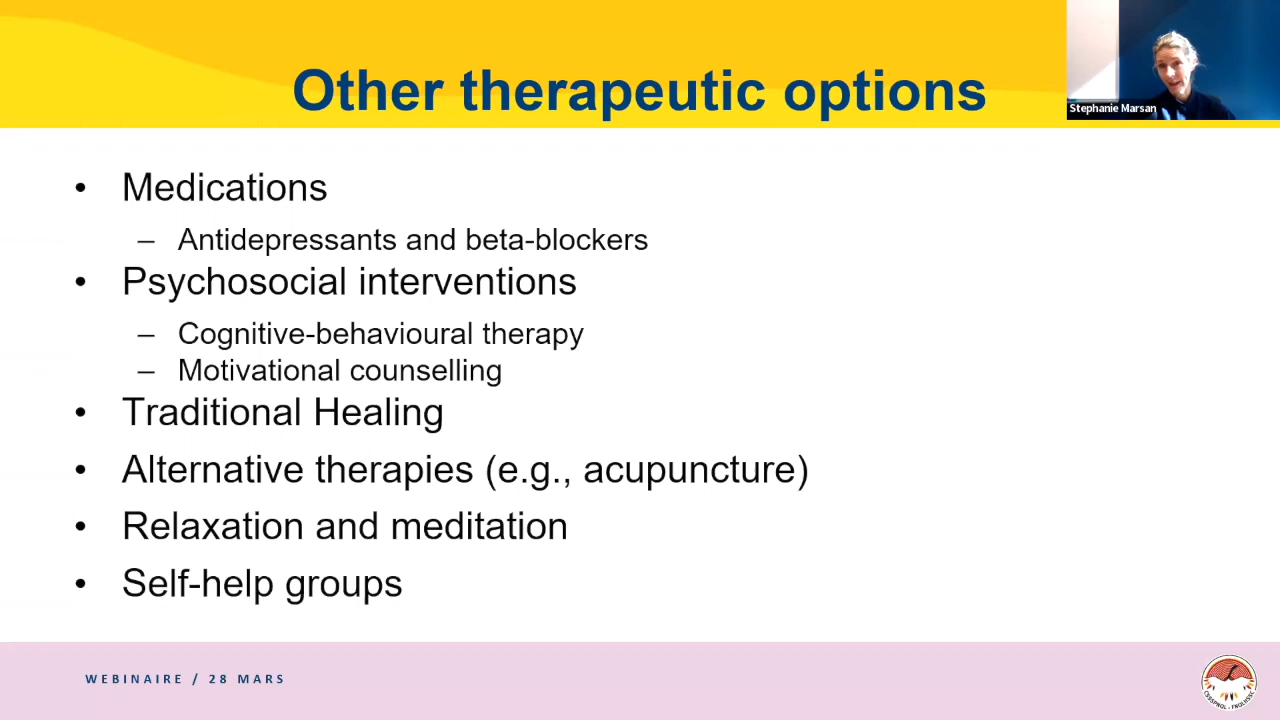 Other therapeutic options
Stephanie Marsan
• Medications
– Antidepressants and beta-blockers
• Psychosocial interventions
– Cognitive-behavioural therapy
– Motivational counselling
• Traditional Healing
• Alternative therapies (e.g., acupuncture)
• Relaxation and meditation
• Self-help groups
WEBINAIRE / 28 MARS